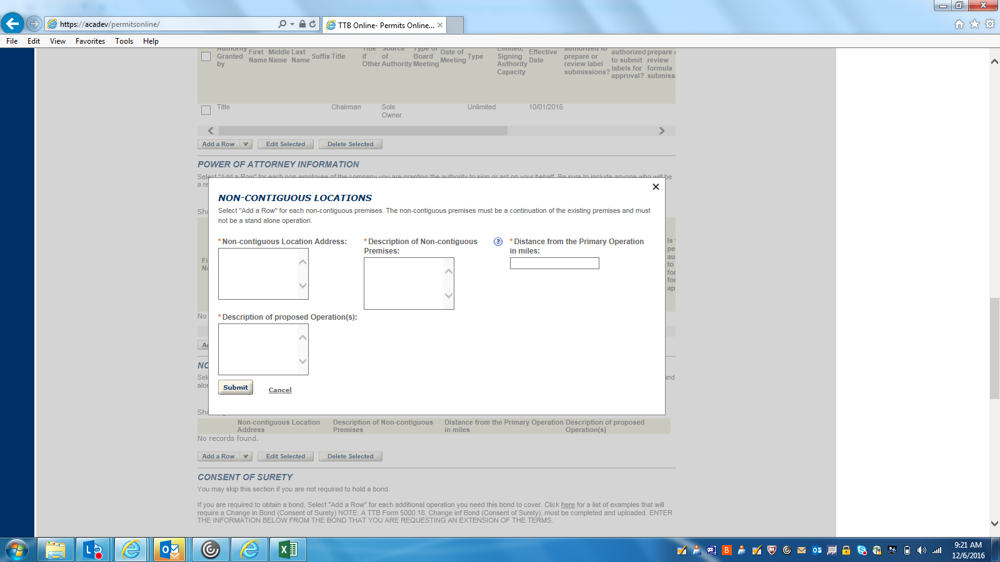 https://acadev/permitsonline/
TTB Online- Permits Online...
File Edit View Favorites Tools Help
Authority Granted by First Name Middle Name Last Name Suffix Title Title if Other Source of Authority Type of Board Meeting Date of Meeting Type Limited, Signing Authority Capacity Effective Date authorized to prepare or review label submissions? authorized to submit labels for approval? prepare review formula
Title Chairman Sole Owner Unlimited 10/01/2016
Add a Row Edit Selected Delete Selected
POWER OF ATTORNEY INFORMATION
Select "Add a Row" for each non-employee of the company you are granting the authority to sign or act on your behalf. Be sure to include anyone who will be
a re
NON-CONTIGUOUS LOCATIONS
Select "Add a Row" for each non-contiguous premises. The non-contiguous premises must be a continuation of the existing premises and must
not be a stand alone operation.
*Non-contiguous Location Address:
*Description of Non-contiguous
Premises:
? *Distance from the Primary Operation
in miles:
*Description of proposed Operation(s):
Submit Cancel
No
and
Non-contiguous Location Address Description of Non-contiguous Premises Distance from the Primary Operation in miles Description of proposed Operation(s)
No records found.
Add a Row Edit Selected Delete Selected
CONSENT OF SURETY
You may skip this section if you are not required to hold a bond.
If you are required to obtain a bond, Select "Add a Row" for each additional operation you need this bond to cover. Click here for a list of examples that will
require a Change in Bond (Consent of Surety) NOTE: A TTB Form 5000.18, Change inf Bond (Consent of Surety), must be completed and uploaded. ENTER
THE INFORMATION BELOW FROM THE BOND THAT YOU ARE REQUESTING AN EXTENSION OF THE TERMS.
9:21 AM
12/6/2016